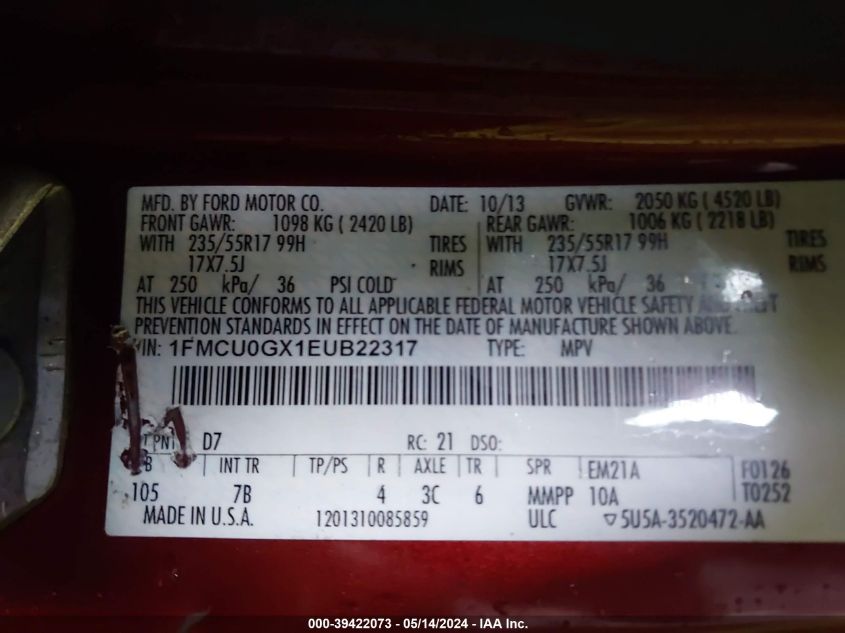 MFD. BY FORD MOTOR CO. DATE: 10/13 GVWR: 2050 KG ( 4520 LB)
FRONT GAWR: 1098 KG ( 2420 LB) REAR GAWR: 1006 KG ( 2218 LB)
WITH 235/55R17 99H TIRES WITH 235/55R17 99H TIRES
17X7.5J RIMS 17X7.5J RIMS
AT 250 kPa/ 36 PSI COLD AT 250 kPa/ 36
THIS VEHICLE CONFORMS TO ALL APPLICABLE FEDERAL MOTOR VEHICLE SAFETY AND THEFT
PREVENTION STANDARDS IN EFFECT ON THE DATE OF MANUFACTURE SHOWN ABOVE.
VIN: 1FMCU0GX1EUB22317 TYPE: MPV
PNT D7 RC: 21 DSO:
B INT TR TP/PS R AXLE TR SPR EM21A F0126
105 7B 4 3C 6 MMPP 10A T0252
MADE IN U.S.A. 1201310085859 ULC ▽5U5A-3520472-AA
000-39422073 - 05/14/2024 - IAA Inc.